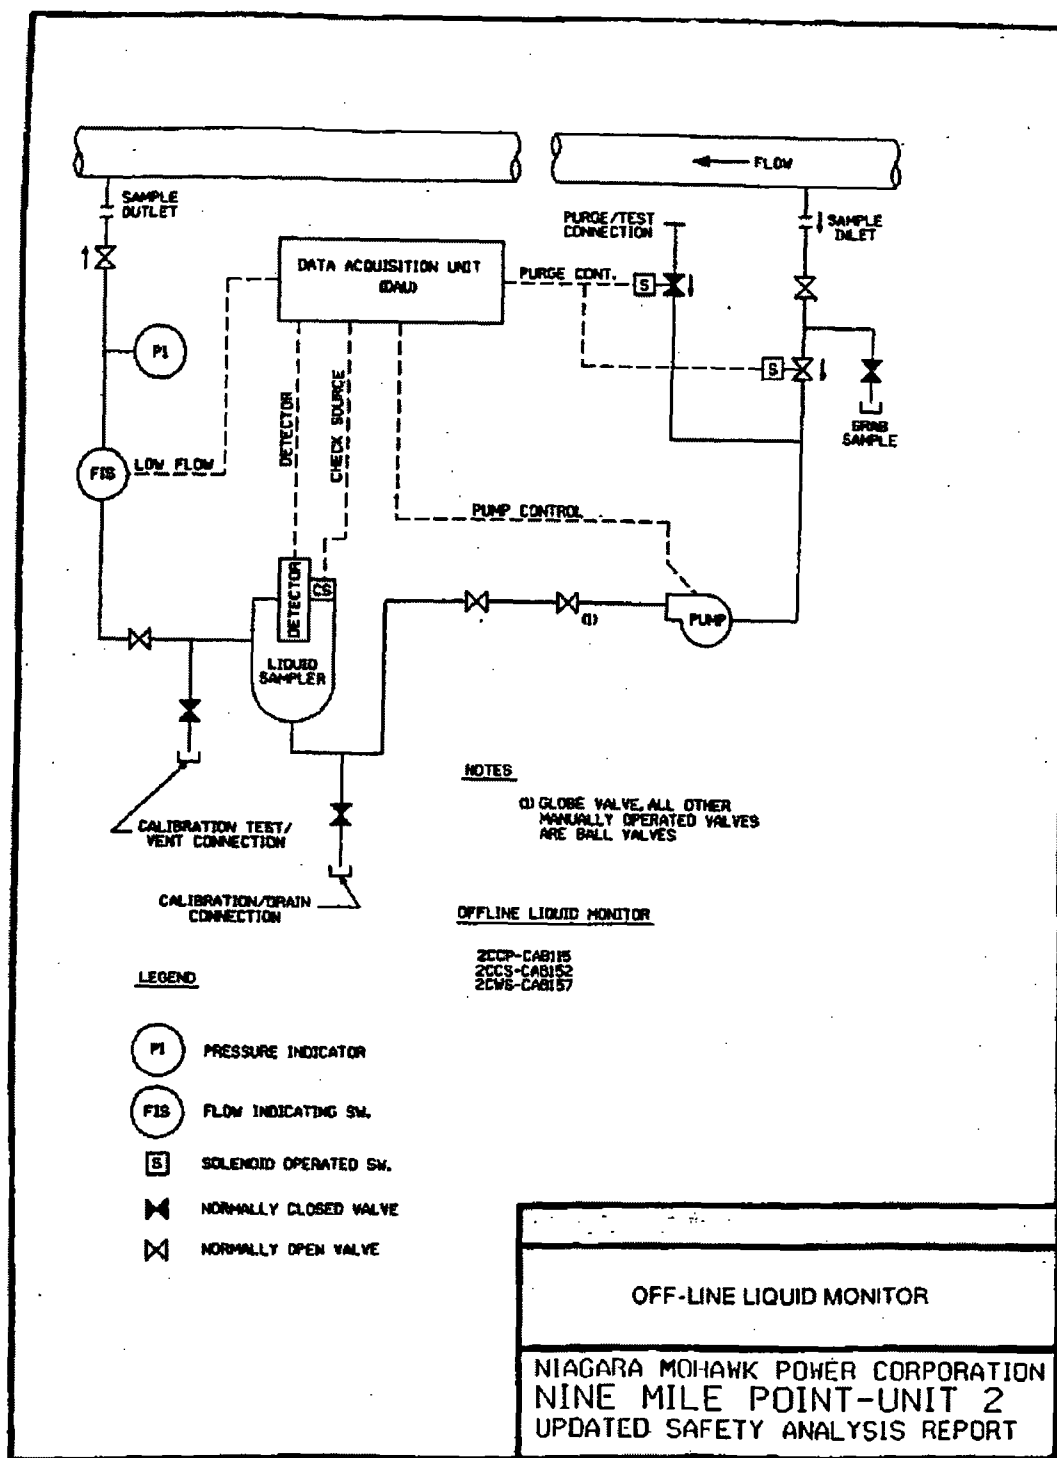 FLOW
SAMPLE
OUTLET
PURGE/TEST
CONNECTION
SAMPLE
INLET
DATA ACQUISITION UNIT
(DAU)
PURGE CONT.
S
PI
S
DETECTOR
CHECK SOURCE
GRAB
SAMPLE
FIS
LOW FLOW
PUMP CONTROL
DETECTOR
CS
(1)
PUMP
LIQUID
SAMPLER
NOTES
(1) GLOBE VALVE, ALL OTHER
MANUALLY OPERATED VALVES
ARE BALL VALVES
CALIBRATION TEST/
VENT CONNECTION
CALIBRATION/DRAIN
CONNECTION
OFFLINE LIQUID MONITOR
2CCP-CAB115
2CCS-CAB152
2CWS-CAB157
LEGEND
PI PRESSURE INDICATOR
FIS FLOW INDICATING SW.
S SOLENOID OPERATED SW.
NORMALLY CLOSED VALVE
NORMALLY OPEN VALVE
OFF-LINE LIQUID MONITOR
NIAGARA MOHAWK POWER CORPORATION
NINE MILE POINT-UNIT 2
UPDATED SAFETY ANALYSIS REPORT